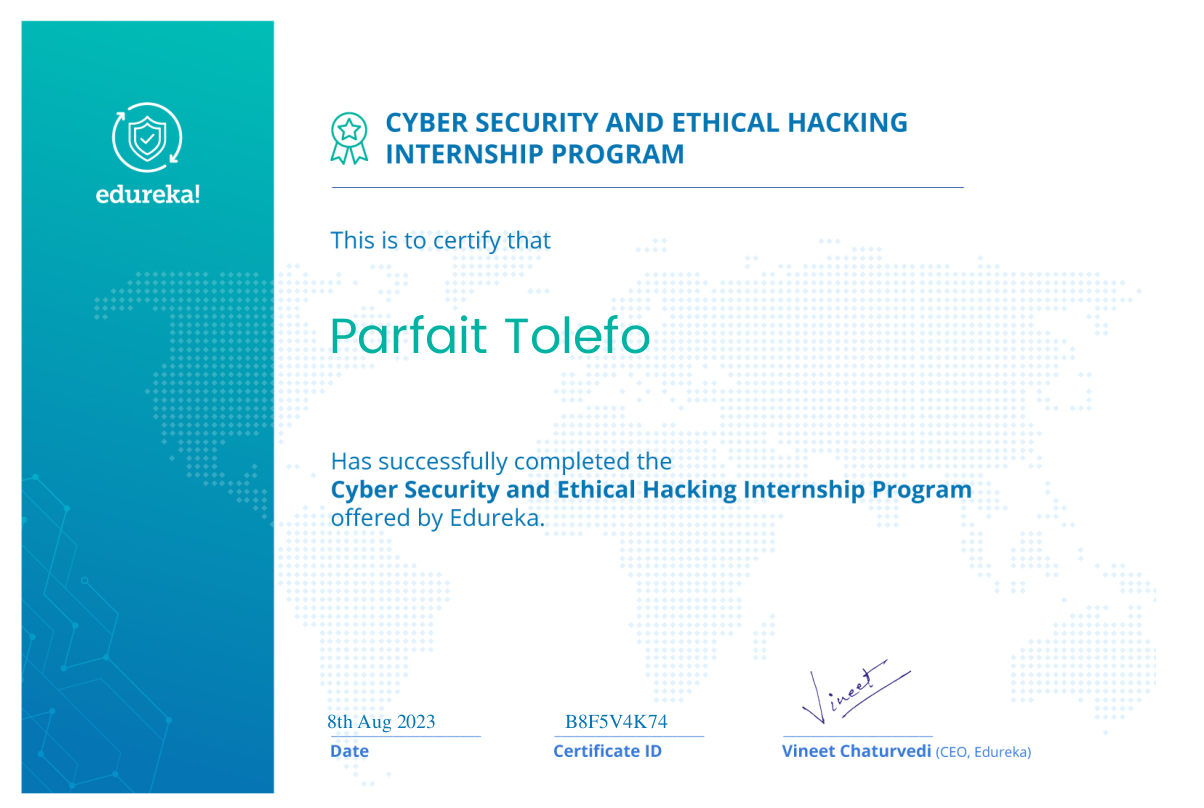 edureka!
CYBER SECURITY AND ETHICAL HACKING
INTERNSHIP PROGRAM
This is to certify that
Parfait Tolefo
Has successfully completed the
Cyber Security and Ethical Hacking Internship Program
offered by Edureka.
8th Aug 2023
Date
B8F5V4K74
Certificate ID
Vineet
Vineet Chaturvedi (CEO, Edureka)